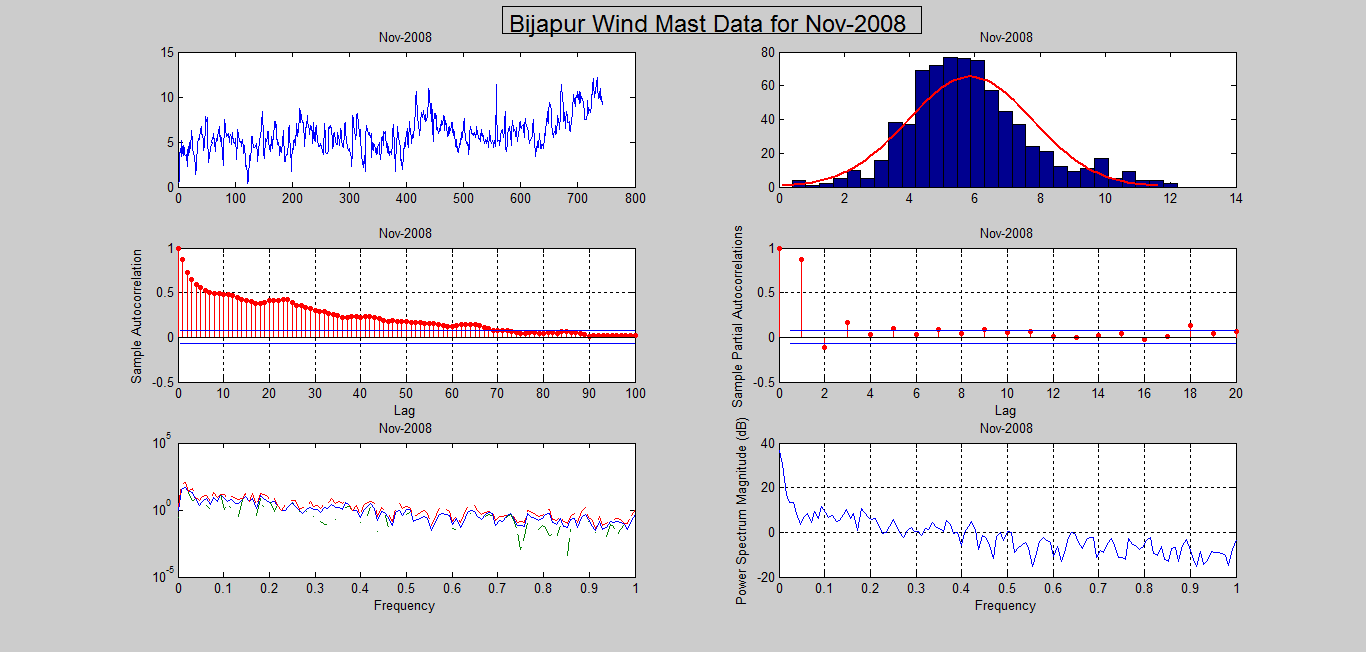 Bijapur Wind Mast Data for Nov-2008
Nov-2008
15
10
5
0
0 100 200 300 400 500 600 700 800
Nov-2008
80
60
40
20
0
0 2 4 6 8 10 12 14
Nov-2008
Sample Autocorrelation
1
0.5
0
-0.5
0 10 20 30 40 50 60 70 80 90 100
Lag
Nov-2008
Sample Partial Autocorrelations
1
0.5
0
-0.5
0 2 4 6 8 10 12 14 16 18 20
Lag
Nov-2008
10^5
10^0
10^-5
0 0.1 0.2 0.3 0.4 0.5 0.6 0.7 0.8 0.9 1
Frequency
Nov-2008
Power Spectrum Magnitude (dB)
40
20
0
-20
0 0.1 0.2 0.3 0.4 0.5 0.6 0.7 0.8 0.9 1
Frequency